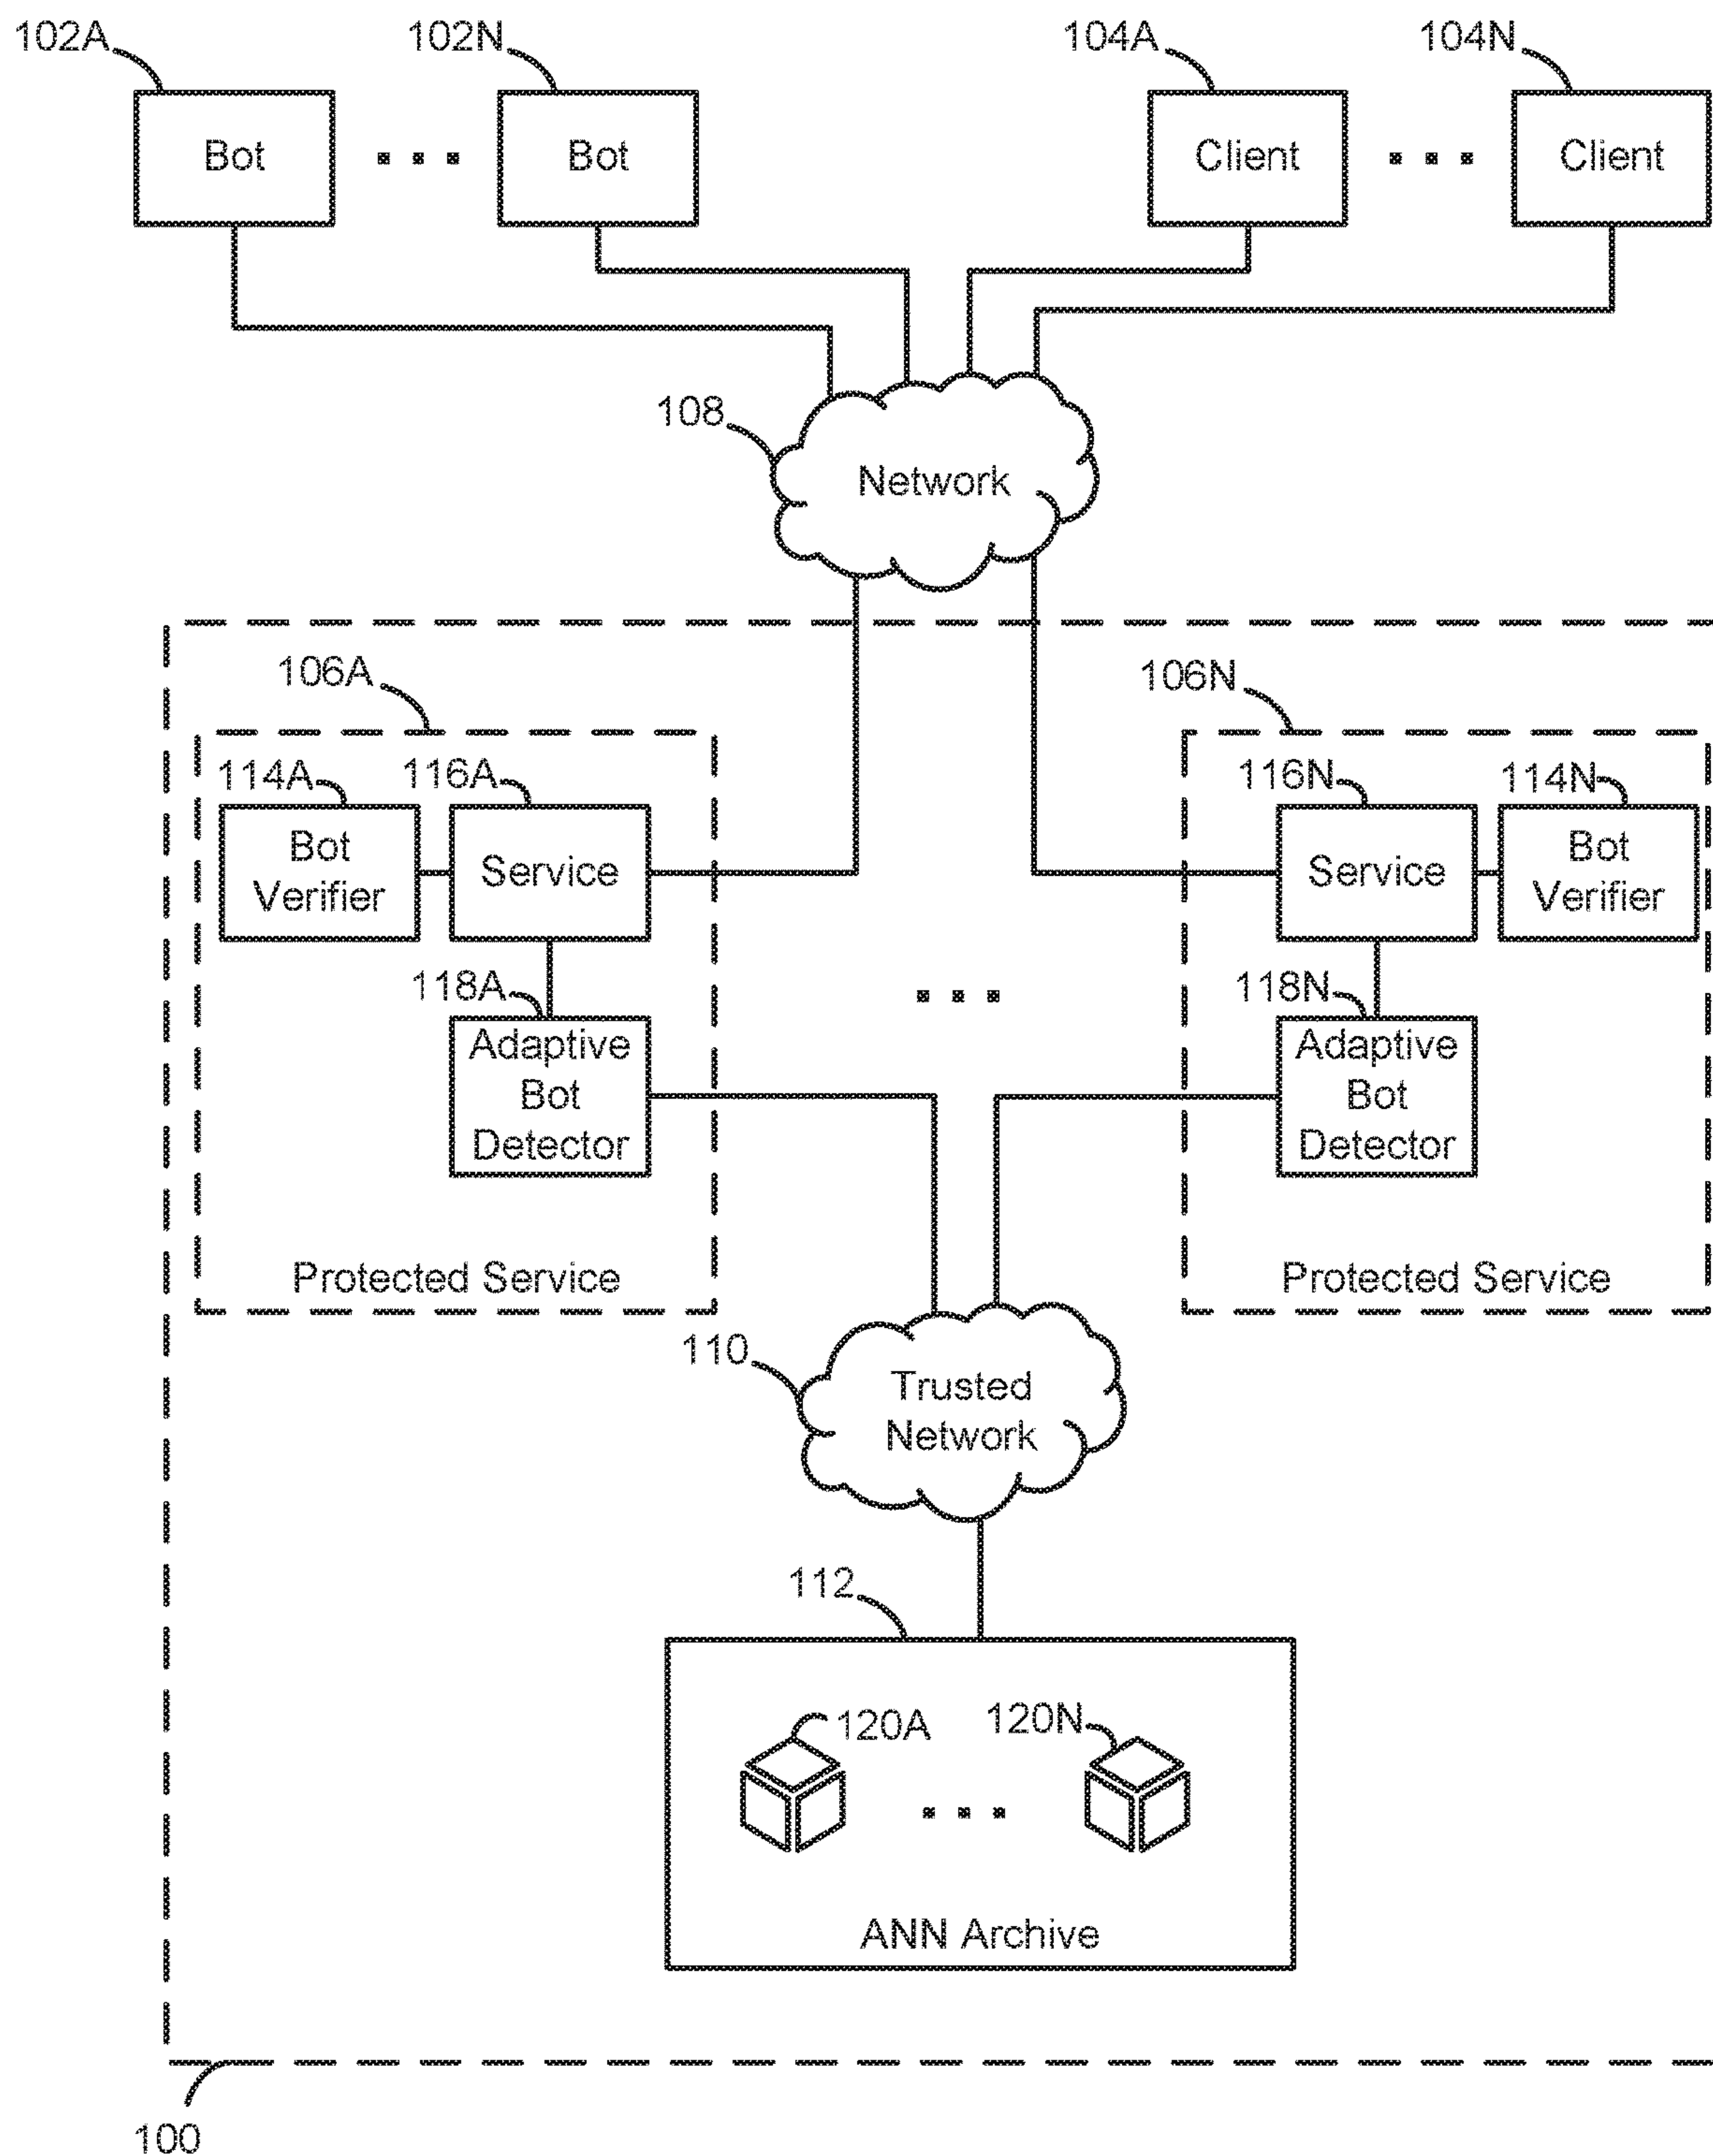 102A
102N
104A
104N
Bot
Bot
Client
Client
108
Network
106A
106N
114A
116A
116N
114N
Bot
Verifier
Service
Service
Bot
Verifier
118A
118N
Adaptive
Bot
Detector
Adaptive
Bot
Detector
Protected Service
Protected Service
110
Trusted
Network
112
120A
120N
ANN Archive
100